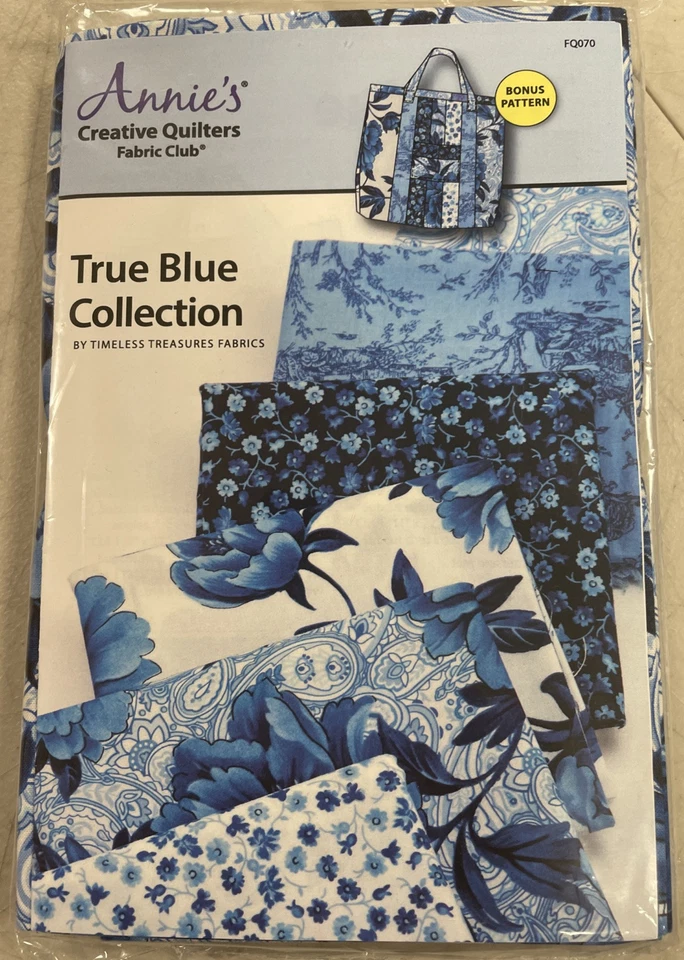 FQ070
Annie's®
Creative Quilters
Fabric Club®
BONUS
PATTERN
True Blue
Collection
BY TIMELESS TREASURES FABRICS